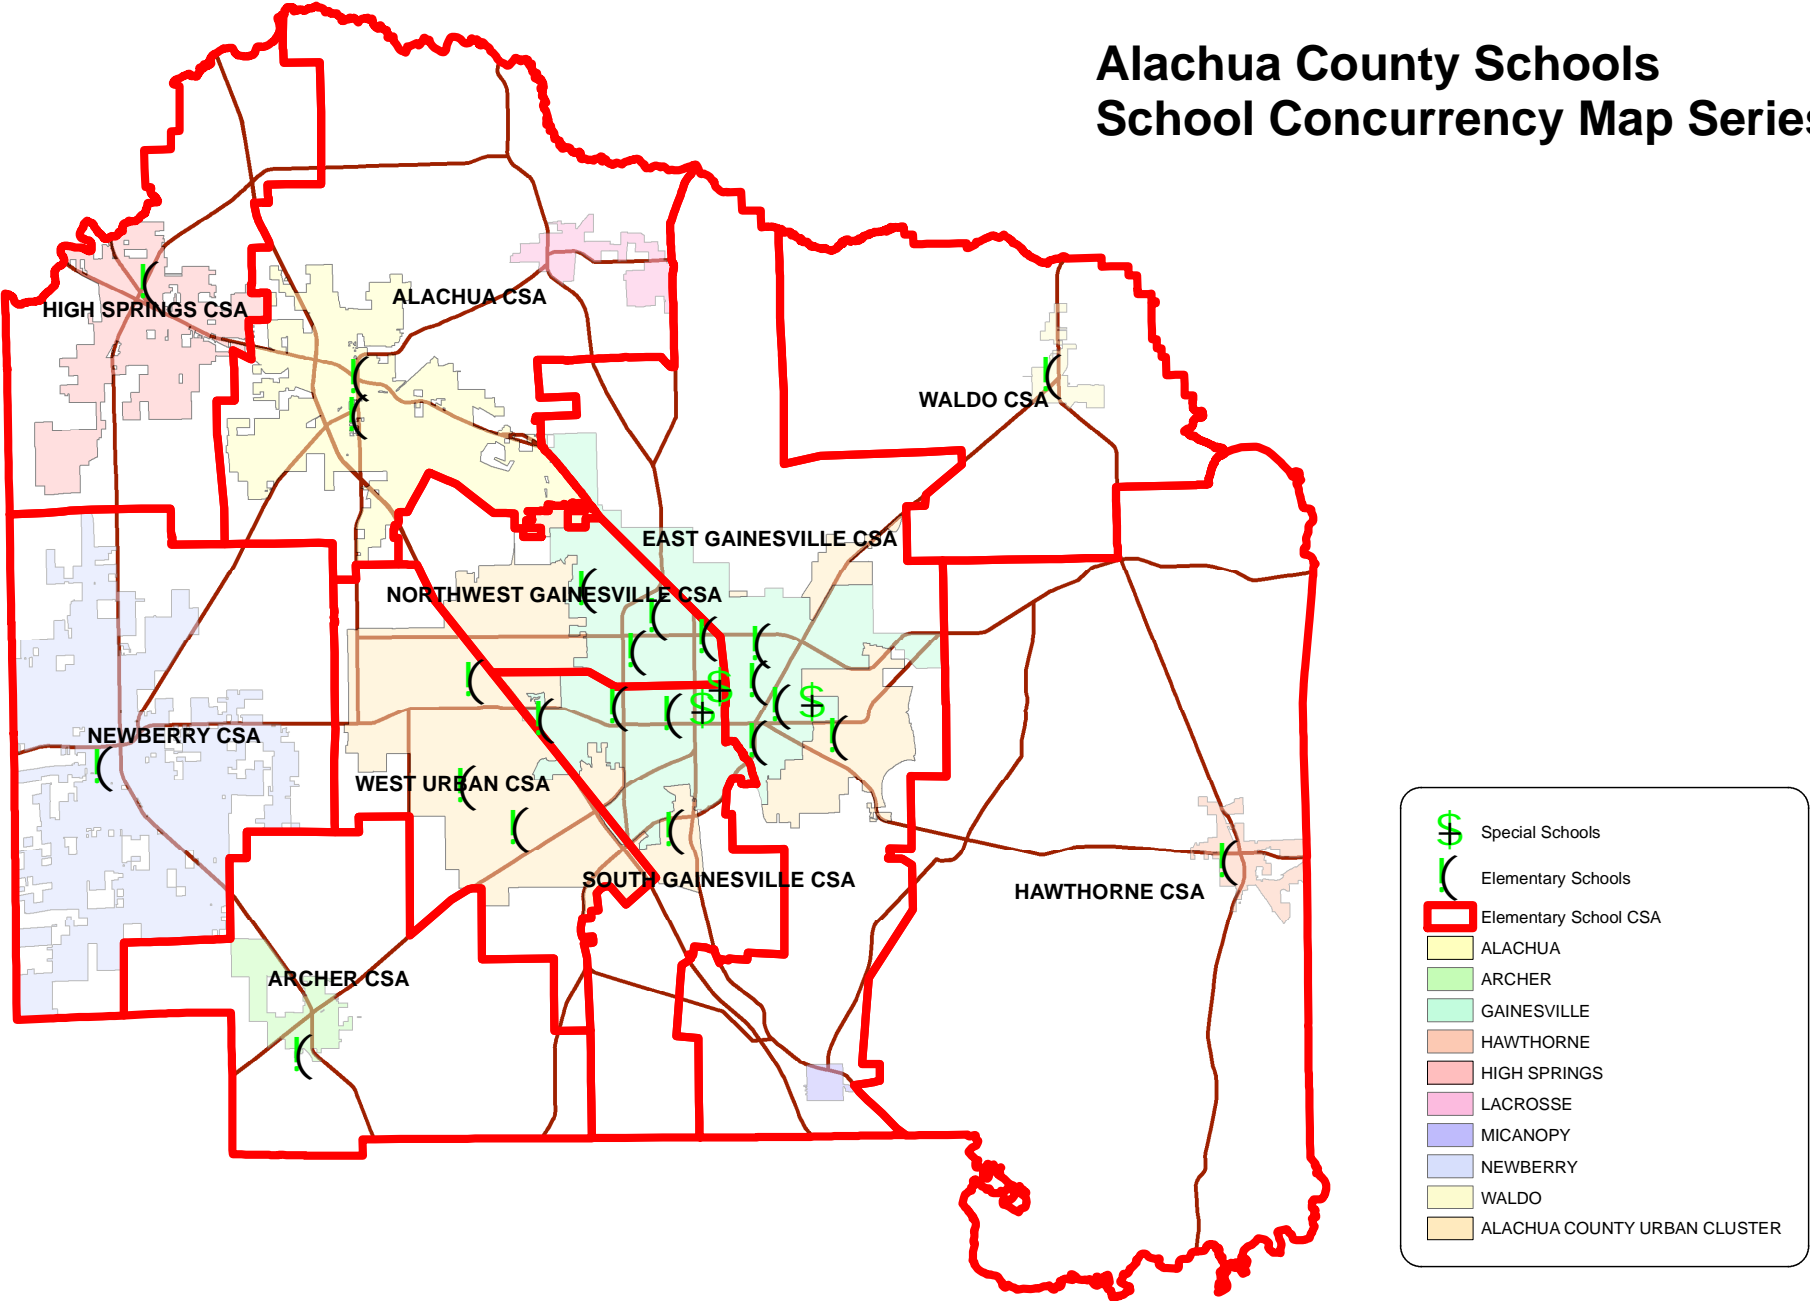 Alachua County Schools
School Concurrency Map Series
HIGH SPRINGS CSA
ALACHUA CSA
WALDO CSA
EAST GAINESVILLE CSA
NORTHWEST GAINESVILLE CSA
NEWBERRY CSA
WEST URBAN CSA
SOUTH GAINESVILLE CSA
HAWTHORNE CSA
ARCHER CSA
Special Schools
Elementary Schools
Elementary School CSA
ALACHUA
ARCHER
GAINESVILLE
HAWTHORNE
HIGH SPRINGS
LACROSSE
MICANOPY
NEWBERRY
WALDO
ALACHUA COUNTY URBAN CLUSTER